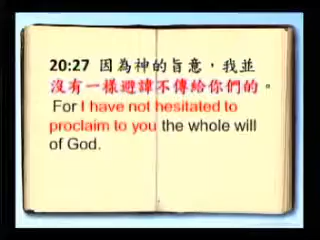 20:27 因為神的旨意，我並
沒有一樣避諱不傳給你們的。
For I have not hesitated to
proclaim to you the whole will
of God.